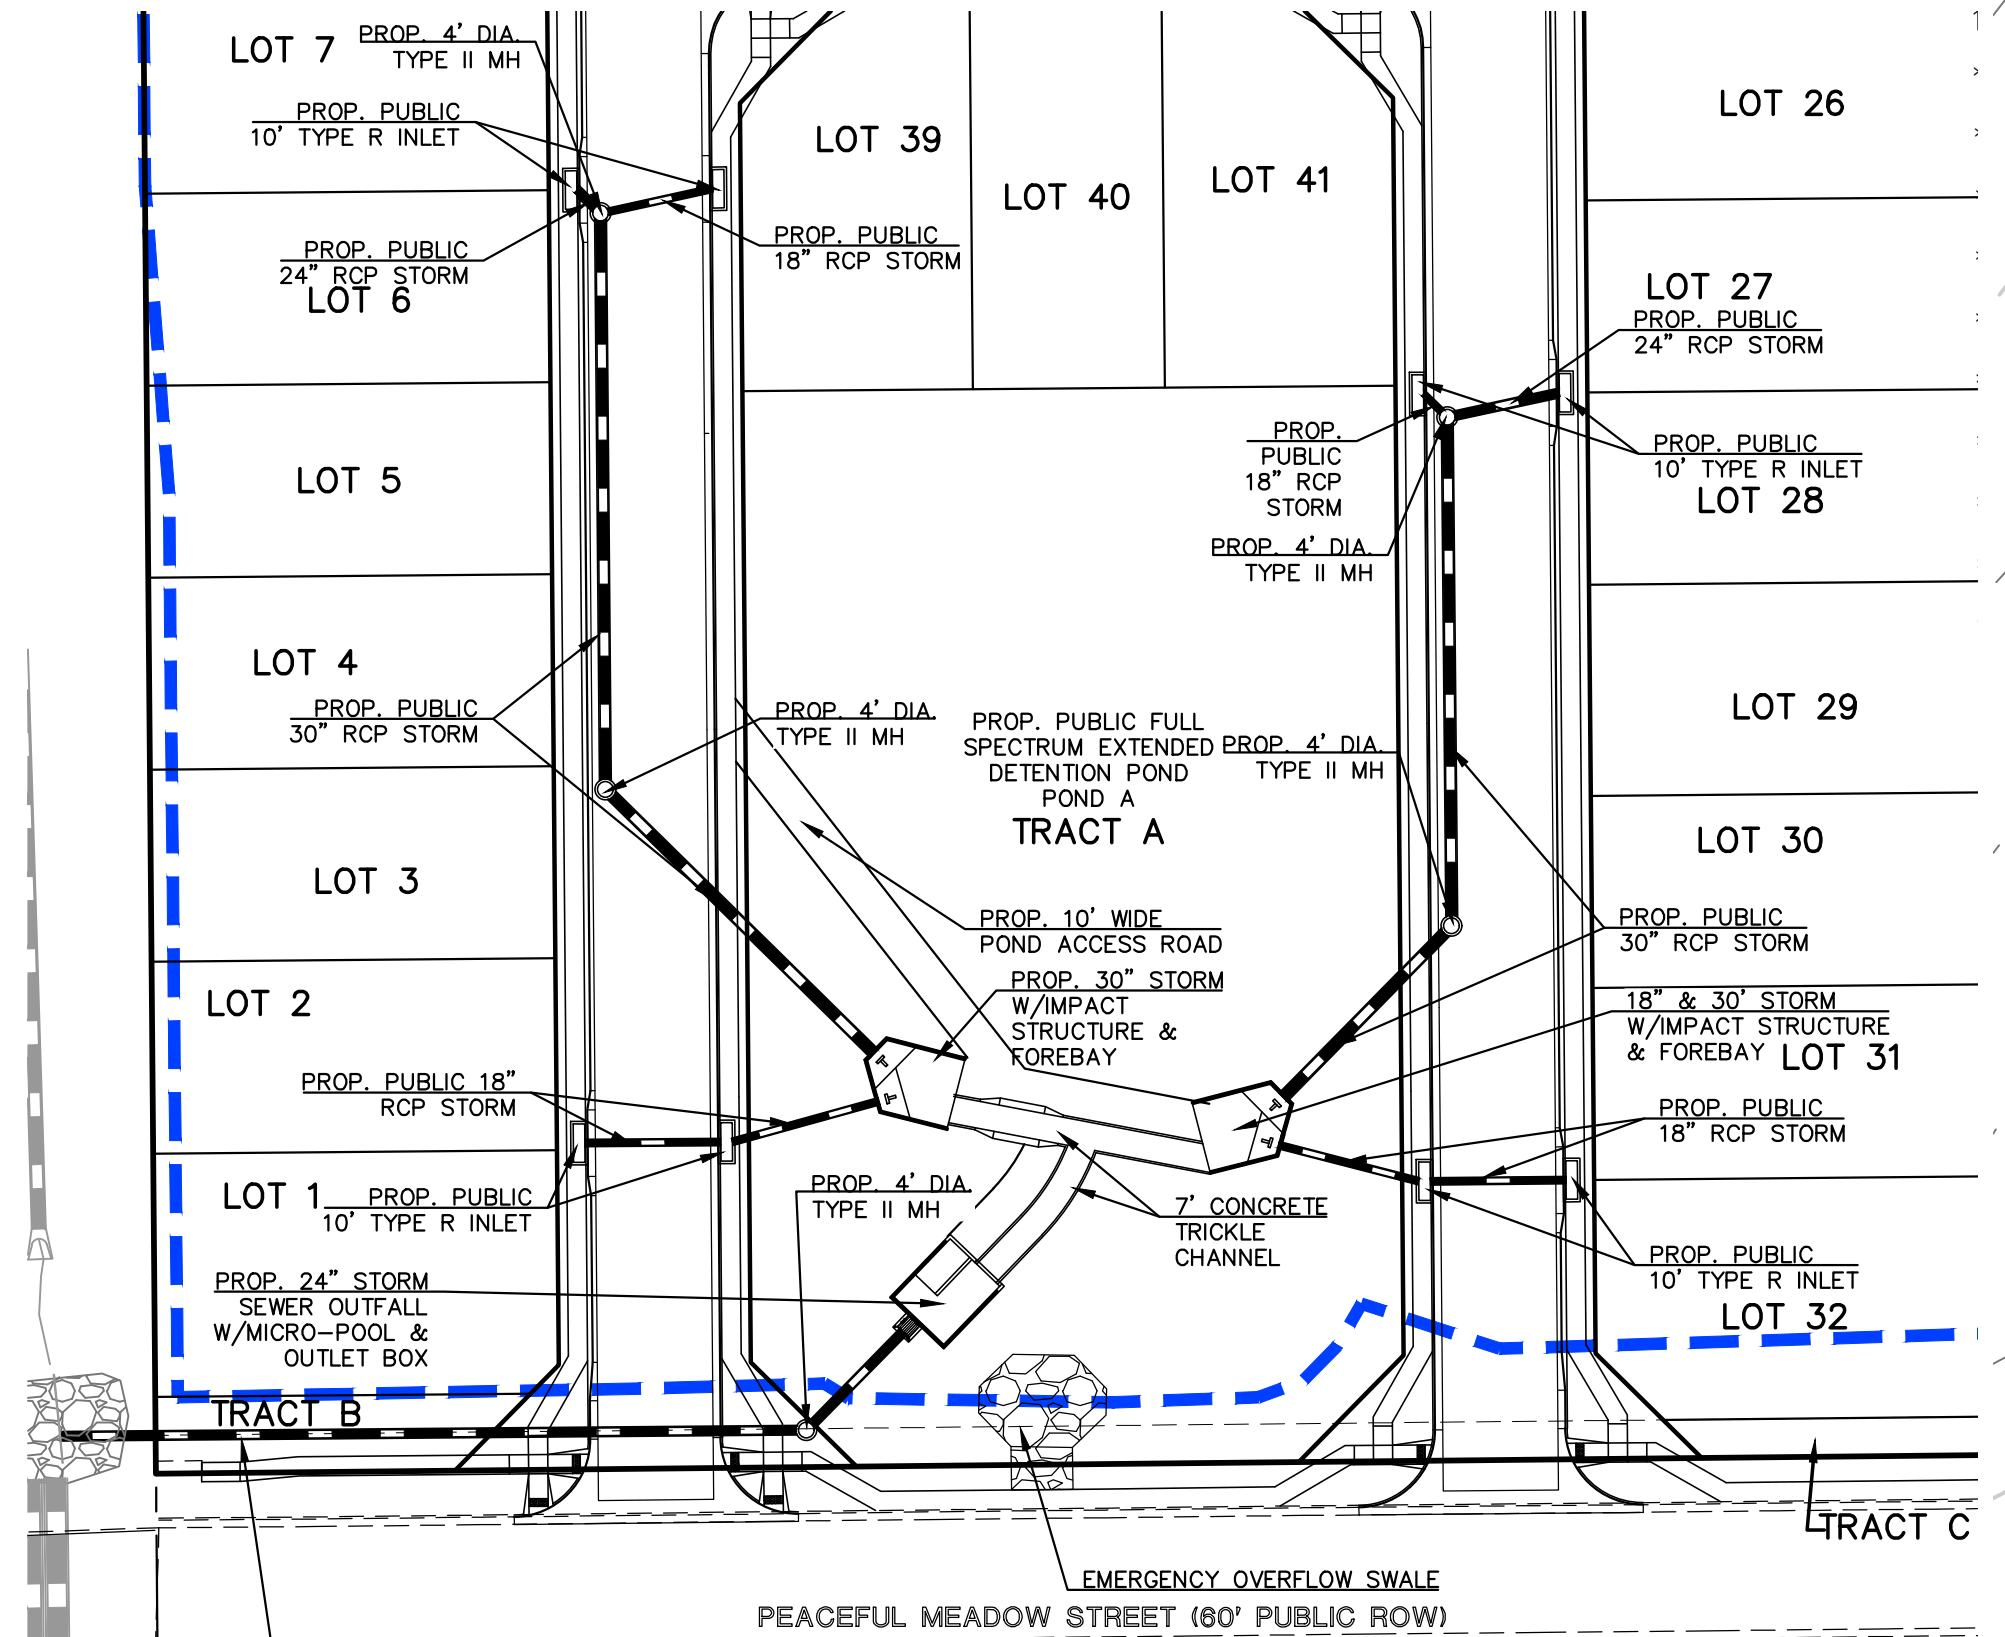 LOT 7
PROP. 4' DIA.
TYPE II MH
PROP. PUBLIC
10' TYPE R INLET
LOT 39
LOT 40
LOT 41
LOT 26
PROP. PUBLIC
24" RCP STORM
LOT 6
PROP. PUBLIC
18" RCP STORM
LOT 27
PROP. PUBLIC
24" RCP STORM
LOT 5
PROP.
PUBLIC
18" RCP
STORM
PROP. PUBLIC
10' TYPE R INLET
LOT 28
PROP. 4' DIA.
TYPE II MH
LOT 4
PROP. PUBLIC
30" RCP STORM
PROP. 4' DIA.
TYPE II MH
PROP. PUBLIC FULL
SPECTRUM EXTENDED
DETENTION POND
POND A
TRACT A
PROP. 4' DIA.
TYPE II MH
LOT 29
LOT 30
LOT 3
PROP. 10' WIDE
POND ACCESS ROAD
PROP. PUBLIC
30" RCP STORM
LOT 2
PROP. 30" STORM
W/IMPACT
STRUCTURE &
FOREBAY
18" & 30' STORM
W/IMPACT STRUCTURE
& FOREBAY
LOT 31
PROP. PUBLIC 18"
RCP STORM
PROP. PUBLIC
18" RCP STORM
LOT 1
PROP. PUBLIC
10' TYPE R INLET
PROP. 4' DIA.
TYPE II MH
7' CONCRETE
TRICKLE
CHANNEL
PROP. PUBLIC
10' TYPE R INLET
PROP. 24" STORM
SEWER OUTFALL
W/MICRO-POOL &
OUTLET BOX
LOT 32
TRACT B
TRACT C
EMERGENCY OVERFLOW SWALE
PEACEFUL MEADOW STREET (60' PUBLIC ROW)